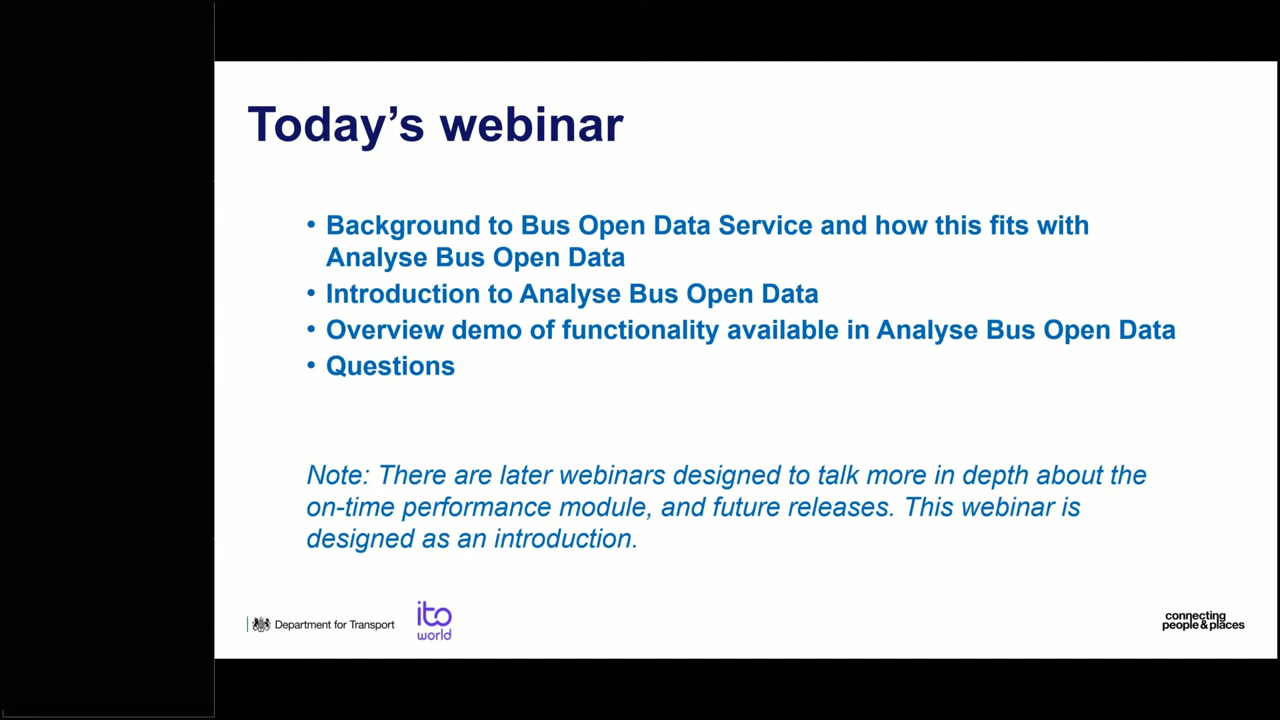 Today’s webinar
• Background to Bus Open Data Service and how this fits with
Analyse Bus Open Data
• Introduction to Analyse Bus Open Data
• Overview demo of functionality available in Analyse Bus Open Data
• Questions
Note: There are later webinars designed to talk more in depth about the
on-time performance module, and future releases. This webinar is
designed as an introduction.
Department for Transport
ito
world
connecting
people&places